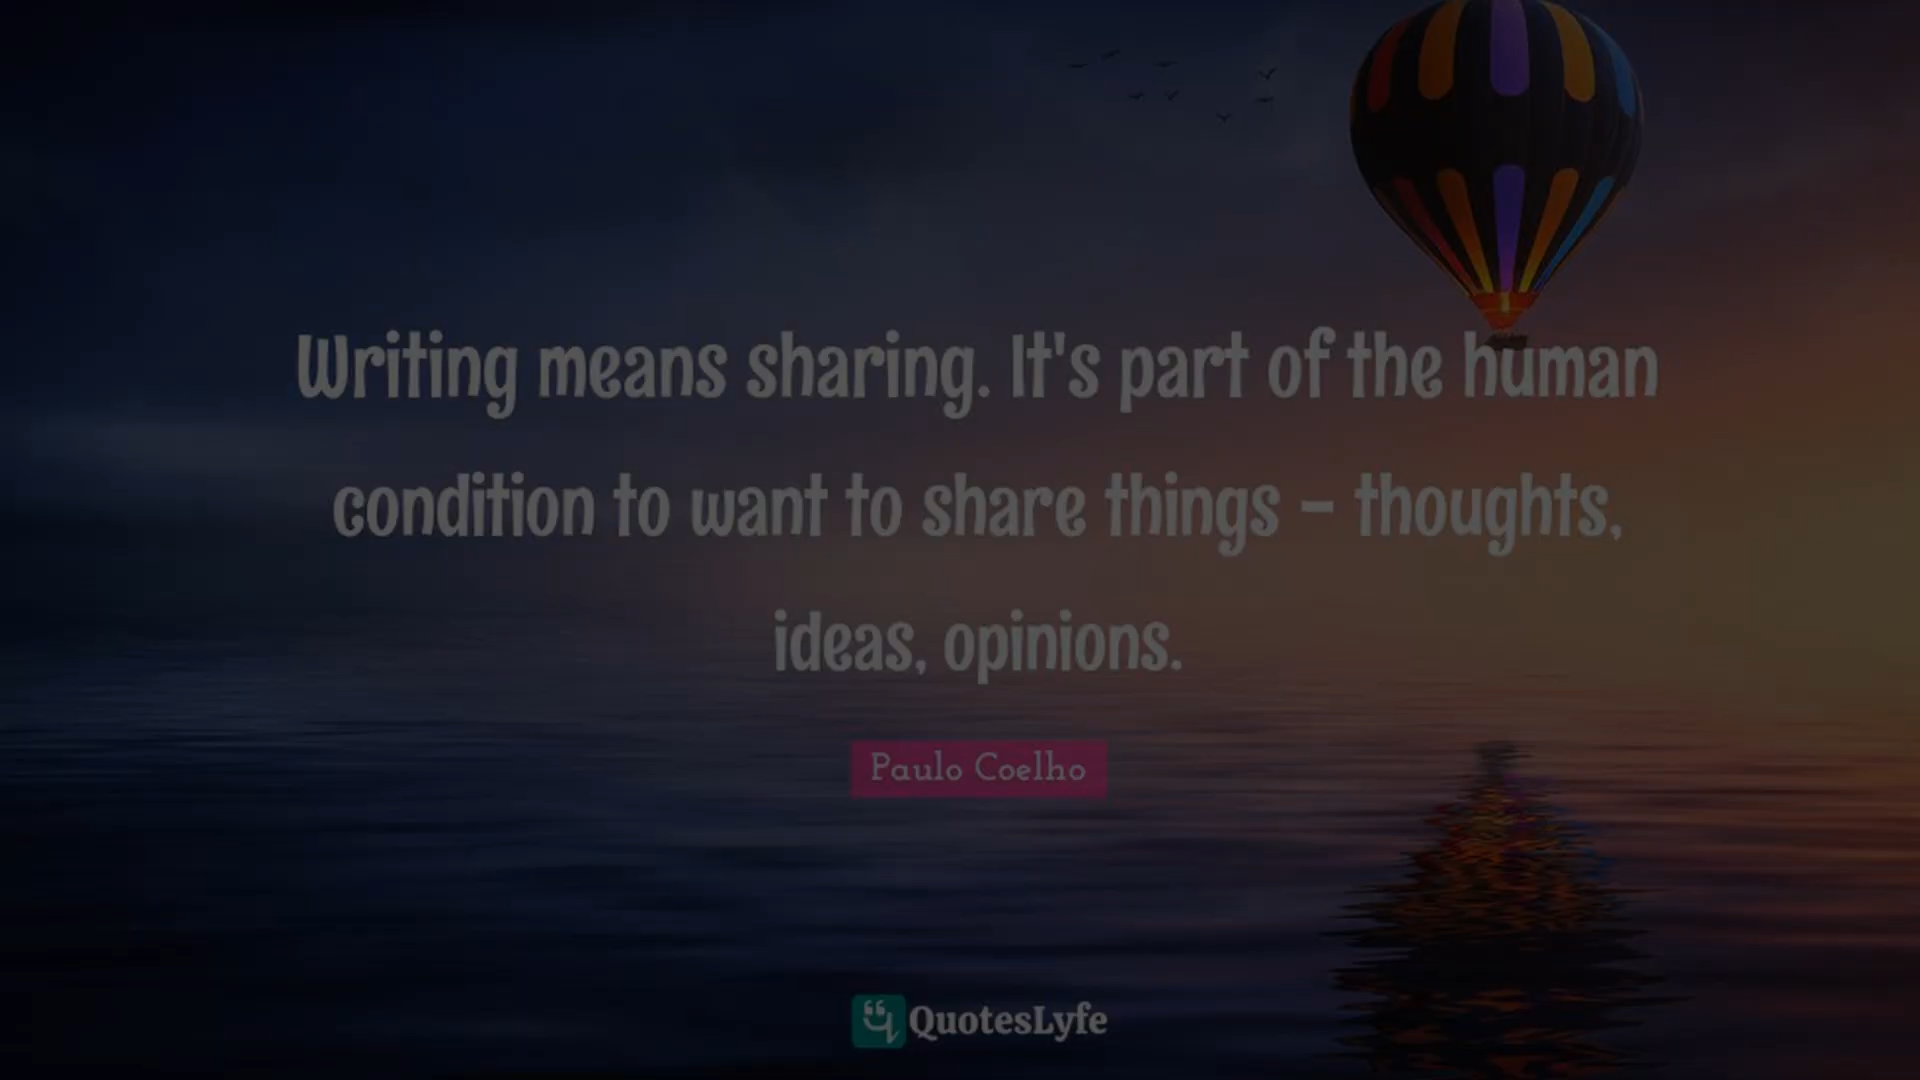 Writing means sharing. It's part of the human
condition to want to share things - thoughts,
ideas, opinions.
Paulo Coelho
QuotesLyfe